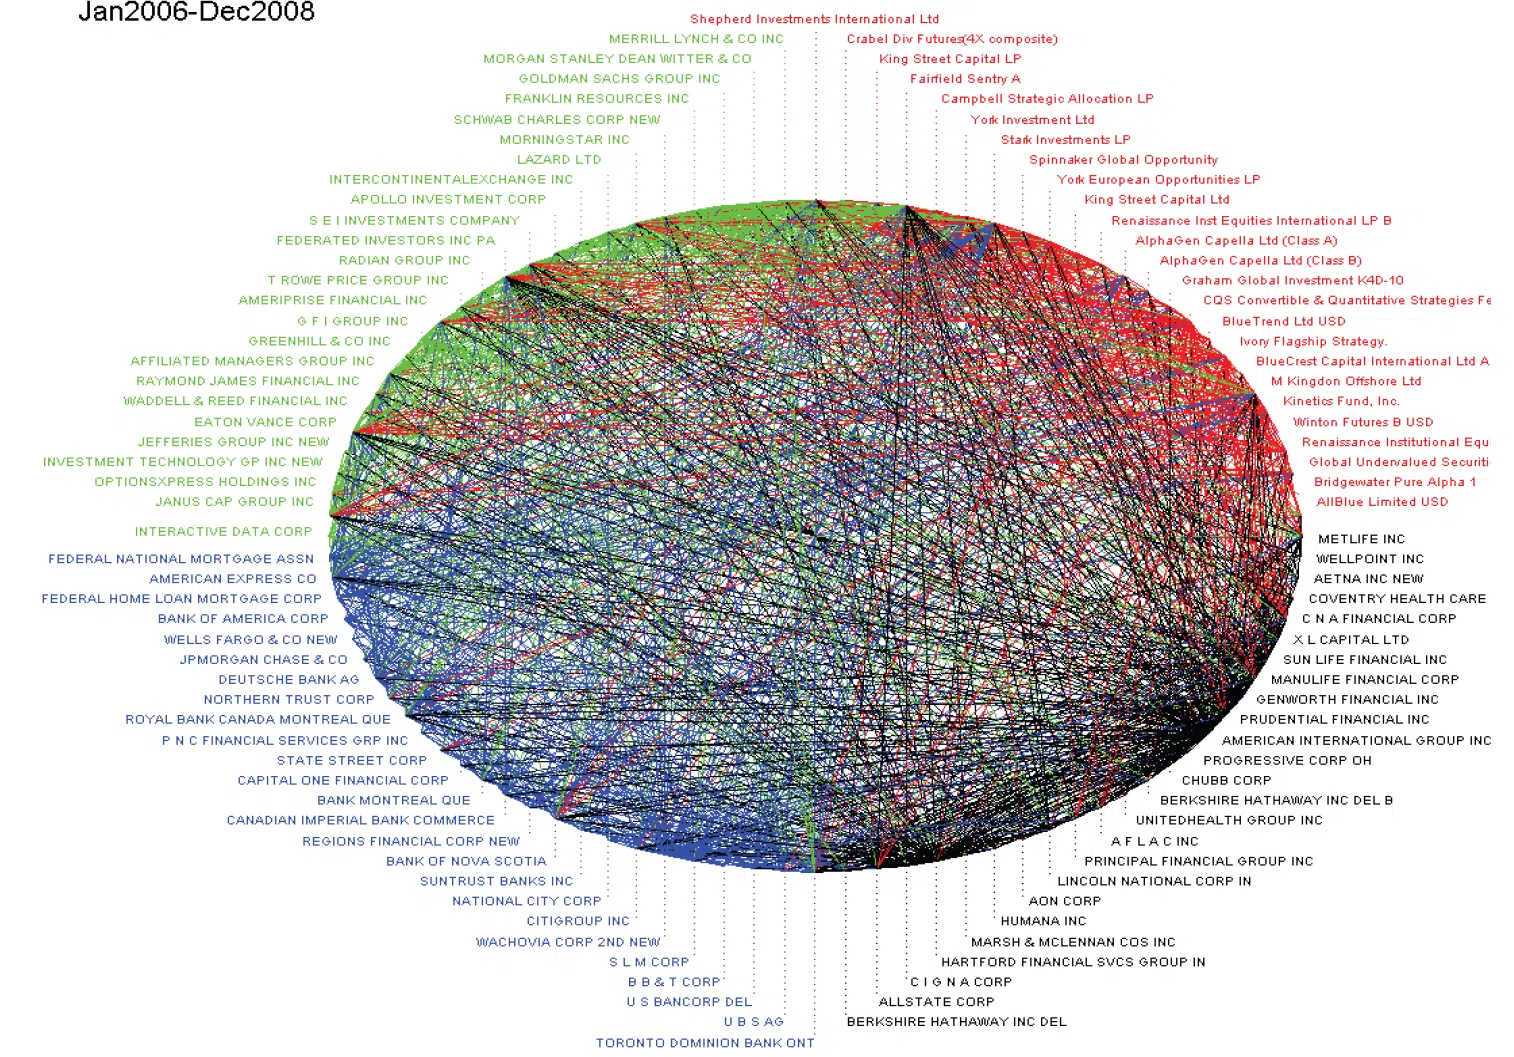 Jan2006-Dec2008
Shepherd Investments International Ltd
MERRILL LYNCH & CO INC
Crabel Div Futures(4X composite)
MORGAN STANLEY DEAN WITTER & CO
King Street Capital LP
GOLDMAN SACHS GROUP INC
Fairfield Sentry A
FRANKLIN RESOURCES INC
Campbell Strategic Allocation LP
SCHWAB CHARLES CORP NEW
York Investment Ltd
MORNINGSTAR INC
Stark Investments LP
LAZARD LTD
Spinnaker Global Opportunity
INTERCONTINENTALEXCHANGE INC
York European Opportunities LP
APOLLO INVESTMENT CORP
King Street Capital Ltd
S E I INVESTMENTS COMPANY
Renaissance Inst Equities International LP B
FEDERATED INVESTORS INC PA
AlphaGen Capella Ltd (Class A)
RADIAN GROUP INC
AlphaGen Capella Ltd (Class B)
T ROWE PRICE GROUP INC
Graham Global Investment K4D-10
AMERIPRISE FINANCIAL INC
CQS Convertible & Quantitative Strategies Fe
G F I GROUP INC
BlueTrend Ltd USD
GREENHILL & CO INC
Ivory Flagship Strategy.
AFFILIATED MANAGERS GROUP INC
BlueCrest Capital International Ltd A
RAYMOND JAMES FINANCIAL INC
M Kingdon Offshore Ltd
WADDELL & REED FINANCIAL INC
Kinetics Fund, Inc.
EATON VANCE CORP
Winton Futures B USD
JEFFERIES GROUP INC NEW
Renaissance Institutional Equ
INVESTMENT TECHNOLOGY GP INC NEW
Global Undervalued Securiti
OPTIONSXPRESS HOLDINGS INC
Bridgewater Pure Alpha 1
JANUS CAP GROUP INC
AllBlue Limited USD
INTERACTIVE DATA CORP
METLIFE INC
FEDERAL NATIONAL MORTGAGE ASSN
WELLPOINT INC
AMERICAN EXPRESS CO
AETNA INC NEW
FEDERAL HOME LOAN MORTGAGE CORP
COVENTRY HEALTH CARE
BANK OF AMERICA CORP
C N A FINANCIAL CORP
WELLS FARGO & CO NEW
X L CAPITAL LTD
JPMORGAN CHASE & CO
SUN LIFE FINANCIAL INC
DEUTSCHE BANK AG
MANULIFE FINANCIAL CORP
NORTHERN TRUST CORP
GENWORTH FINANCIAL INC
ROYAL BANK CANADA MONTREAL QUE
PRUDENTIAL FINANCIAL INC
P N C FINANCIAL SERVICES GRP INC
AMERICAN INTERNATIONAL GROUP INC
STATE STREET CORP
PROGRESSIVE CORP OH
CAPITAL ONE FINANCIAL CORP
CHUBB CORP
BANK MONTREAL QUE
BERKSHIRE HATHAWAY INC DEL B
CANADIAN IMPERIAL BANK COMMERCE
UNITEDHEALTH GROUP INC
REGIONS FINANCIAL CORP NEW
A F L A C INC
BANK OF NOVA SCOTIA
PRINCIPAL FINANCIAL GROUP INC
SUNTRUST BANKS INC
LINCOLN NATIONAL CORP IN
NATIONAL CITY CORP
AON CORP
CITIGROUP INC
HUMANA INC
WACHOVIA CORP 2ND NEW
MARSH & MCLENNAN COS INC
S L M CORP
HARTFORD FINANCIAL SVCS GROUP IN
B B & T CORP
C I G N A CORP
U S BANCORP DEL
ALLSTATE CORP
U B S AG
BERKSHIRE HATHAWAY INC DEL
TORONTO DOMINION BANK ONT